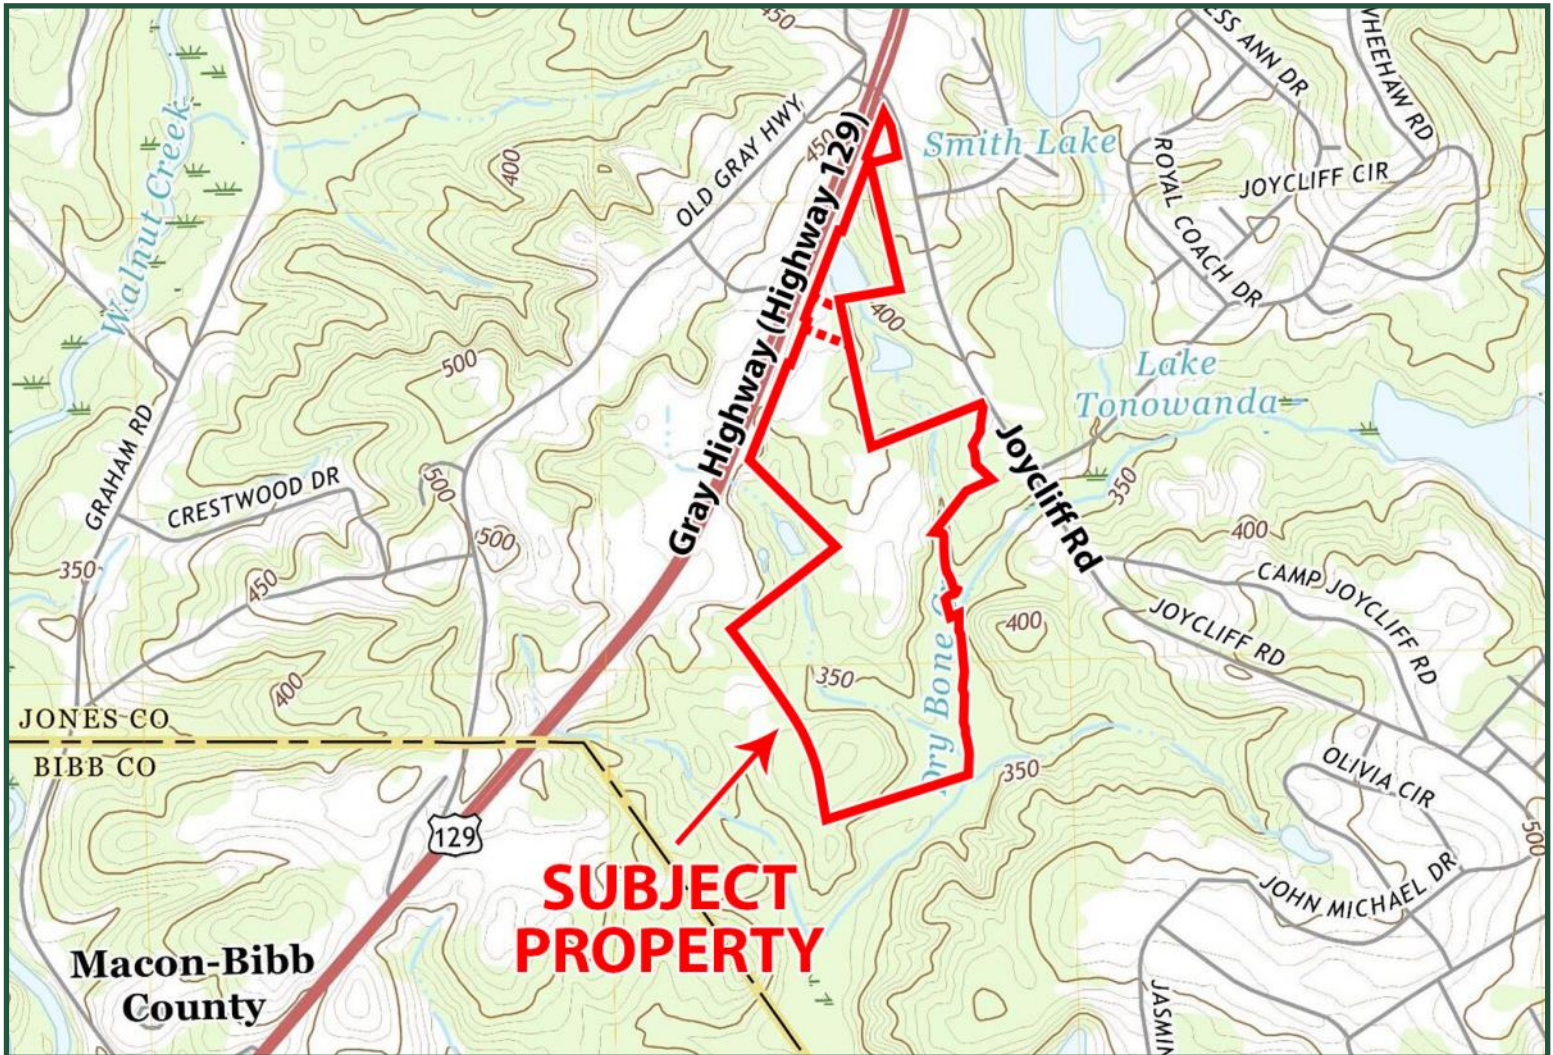 450
ESS ANN DR
WHEEHAW RD
Walnut Creek
OLD GRAY HWY
450
Smith Lake
400
ROYAL COACH DR
JOYCLIFF CIR
Gray Highway (Highway 129)
400
500
Lake
Tonowanda
GRAHAM RD
CRESTWOOD DR
500
500
Joycliff Rd
350
400
350
450
CAMP JOYCLIFF RD
JOYCLIFF RD
400
Dry Bone
350
400
JONES CO
BIBB CO
350
OLIVIA CIR
129
500
JOHN MICHAEL DR
SUBJECT
PROPERTY
Macon-Bibb
County
JASMIN